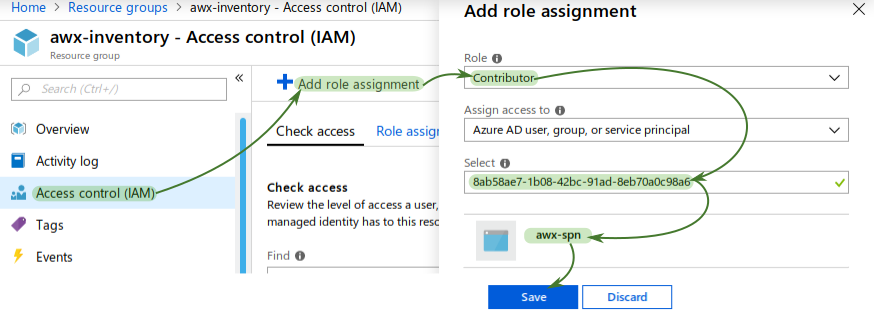 Home > Resource groups > awx-inventory - Access control (IAM)
awx-inventory - Access control (IAM)
Resource group
Search (Ctrl+/)
Overview
Activity log
Access control (IAM)
Tags
Events
«
Add role assignment
Check access
Role assig
Check access
Review the level of access a user,
managed identity has to this reso
Find
Add role assignment
Role
Contributor
Assign access to
Azure AD user, group, or service principal
Select
8ab58ae7-1b08-42bc-91ad-8eb70a0c98a6
awx-spn
Save
Discard